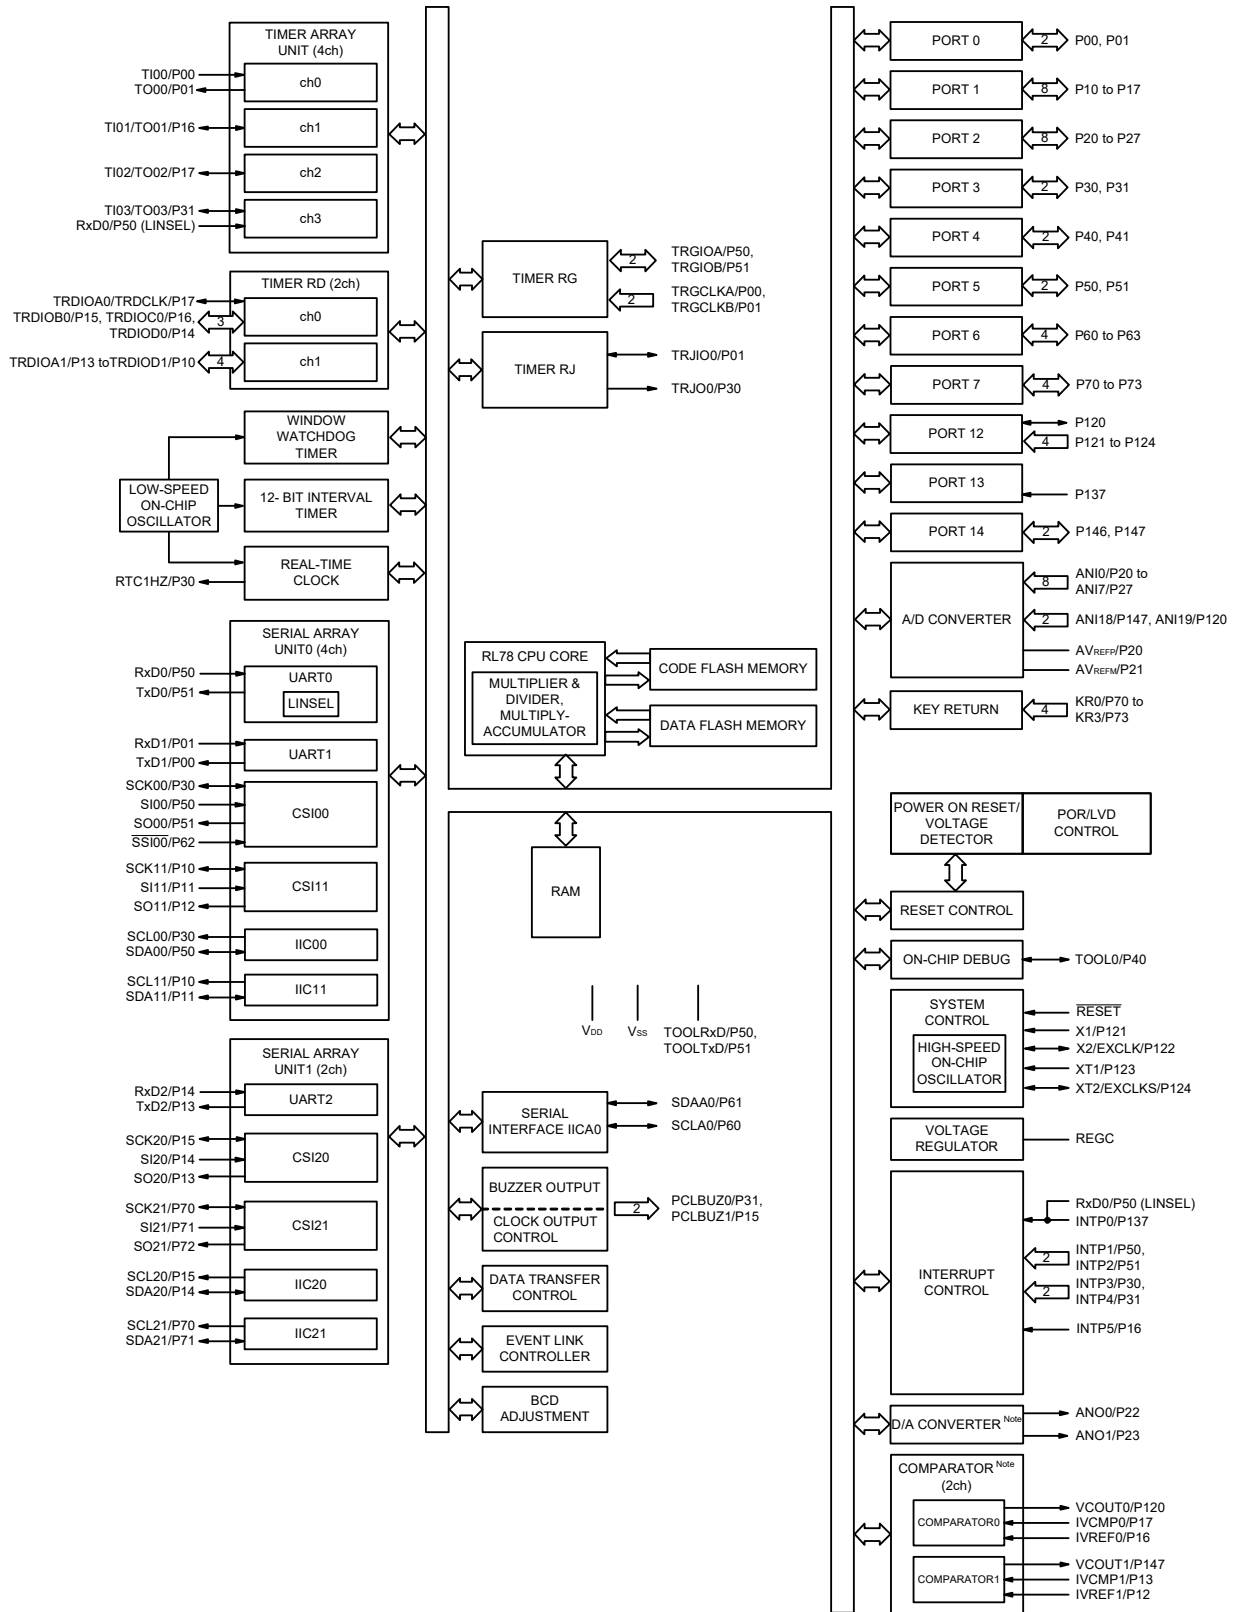 TIMER ARRAY
UNIT (4ch)
TI00/P00
TO00/P01
ch0
TI01/TO01/P16
ch1
TI02/TO02/P17
ch2
TI03/TO03/P31
RxD0/P50 (LINSEL)
ch3
TIMER RD (2ch)
TRDIOA0/TRDCLK/P17
TRDIOB0/P15, TRDIOC0/P16,
TRDIOD0/P14
3
ch0
TRDIOA1/P13 toTRDIOD1/P10
4
ch1
WINDOW
WATCHDOG
TIMER
LOW-SPEED
ON-CHIP
OSCILLATOR
12- BIT INTERVAL
TIMER
RTC1HZ/P30
REAL-TIME
CLOCK
SERIAL ARRAY
UNIT0 (4ch)
RxD0/P50
TxD0/P51
UART0
LINSEL
RxD1/P01
TxD1/P00
UART1
SCK00/P30
SI00/P50
SO00/P51
SSI00/P62
CSI00
SCK11/P10
SI11/P11
SO11/P12
CSI11
SCL00/P30
SDA00/P50
IIC00
SCL11/P10
SDA11/P11
IIC11
SERIAL ARRAY
UNIT1 (2ch)
RxD2/P14
TxD2/P13
UART2
SCK20/P15
SI20/P14
SO20/P13
CSI20
SCK21/P70
SI21/P71
SO21/P72
CSI21
SCL20/P15
SDA20/P14
IIC20
SCL21/P70
SDA21/P71
IIC21
TIMER RG
2
TRGIOA/P50,
TRGIOB/P51
2
TRGCLKA/P00,
TRGCLKB/P01
TIMER RJ
TRJIO0/P01
TRJO0/P30
RL78 CPU CORE
MULTIPLIER &
DIVIDER,
MULTIPLY-
ACCUMULATOR
CODE FLASH MEMORY
DATA FLASH MEMORY
RAM
VDD
VSS
TOOLRxD/P50,
TOOLTxD/P51
SERIAL
INTERFACE IICA0
SDAA0/P61
SCLA0/P60
BUZZER OUTPUT
CLOCK OUTPUT
CONTROL
2
PCLBUZ0/P31,
PCLBUZ1/P15
DATA TRANSFER
CONTROL
EVENT LINK
CONTROLLER
BCD
ADJUSTMENT
PORT 0
2
P00, P01
PORT 1
8
P10 to P17
PORT 2
8
P20 to P27
PORT 3
2
P30, P31
PORT 4
2
P40, P41
PORT 5
2
P50, P51
PORT 6
4
P60 to P63
PORT 7
4
P70 to P73
PORT 12
P120
4
P121 to P124
PORT 13
P137
PORT 14
2
P146, P147
A/D CONVERTER
8
ANI0/P20 to
ANI7/P27
2
ANI18/P147, ANI19/P120
AVREFP/P20
AVREFM/P21
KEY RETURN
4
KR0/P70 to
KR3/P73
POWER ON RESET/
VOLTAGE
DETECTOR
POR/LVD
CONTROL
RESET CONTROL
ON-CHIP DEBUG
TOOL0/P40
SYSTEM
CONTROL
HIGH-SPEED
ON-CHIP
OSCILLATOR
RESET
X1/P121
X2/EXCLK/P122
XT1/P123
XT2/EXCLKS/P124
VOLTAGE
REGULATOR
REGC
INTERRUPT
CONTROL
RxD0/P50 (LINSEL)
INTP0/P137
2
INTP1/P50,
INTP2/P51
2
INTP3/P30,
INTP4/P31
INTP5/P16
D/A CONVERTER Note
ANO0/P22
ANO1/P23
COMPARATOR Note
(2ch)
COMPARATOR0
VCOUT0/P120
IVCMP0/P17
IVREF0/P16
COMPARATOR1
VCOUT1/P147
IVCMP1/P13
IVREF1/P12